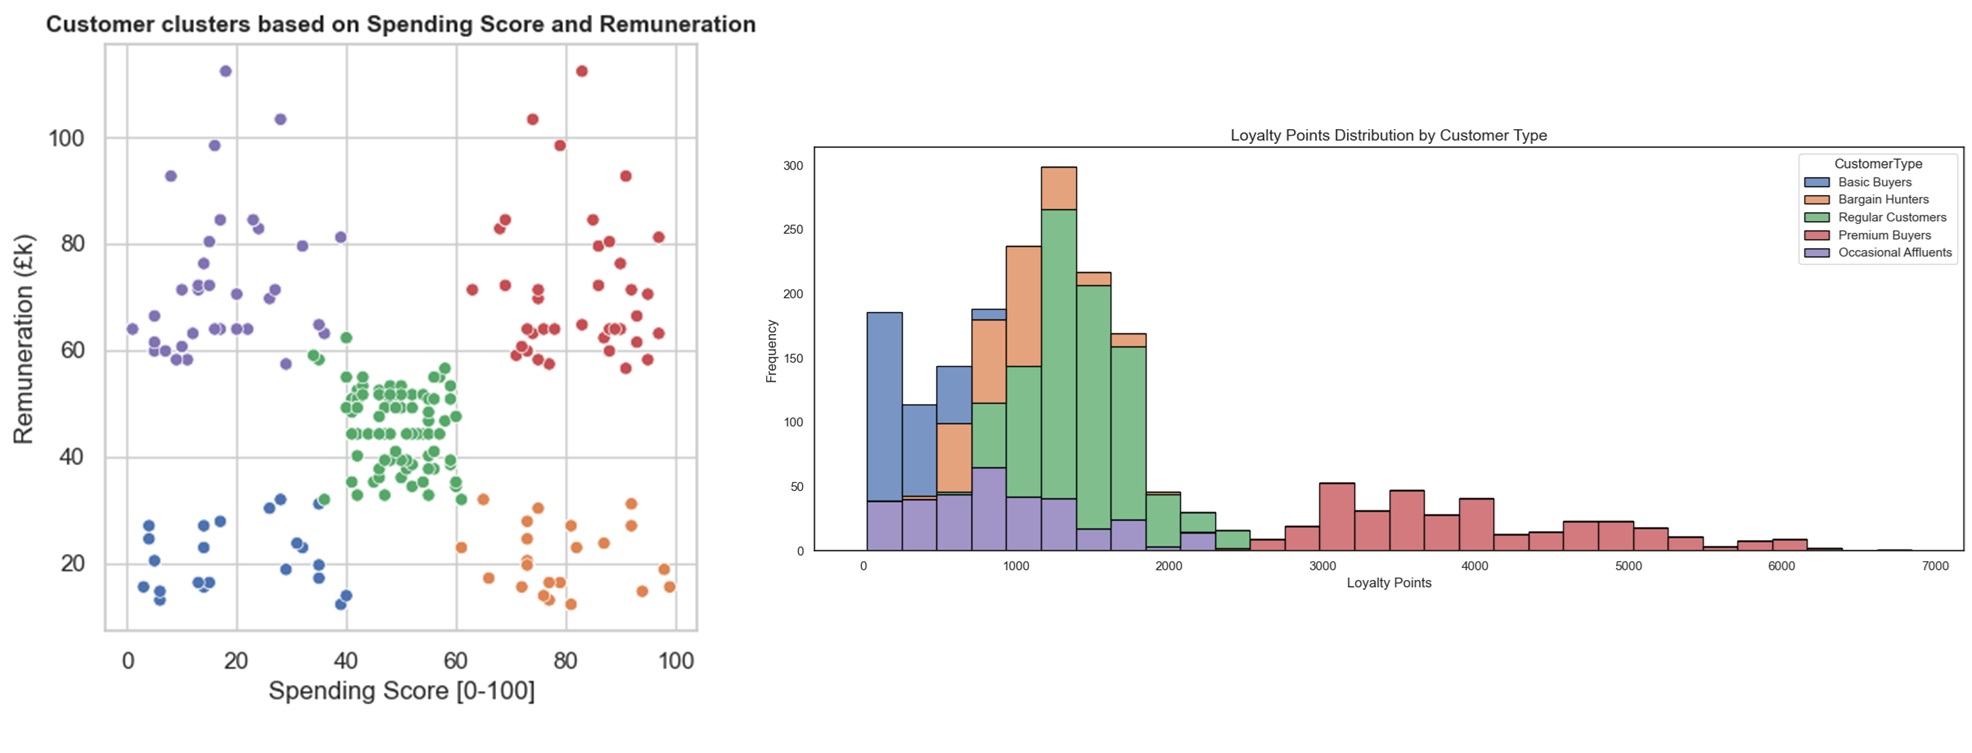 Customer clusters based on Spending Score and Remuneration
Remuneration (£k)
100
80
60
40
20
0 20 40 60 80 100
Spending Score [0-100]
Loyalty Points Distribution by Customer Type
Frequency
300
250
200
150
100
50
0
CustomerType
Basic Buyers
Bargain Hunters
Regular Customers
Premium Buyers
Occasional Affluents
0 1000 2000 3000 4000 5000 6000 7000
Loyalty Points